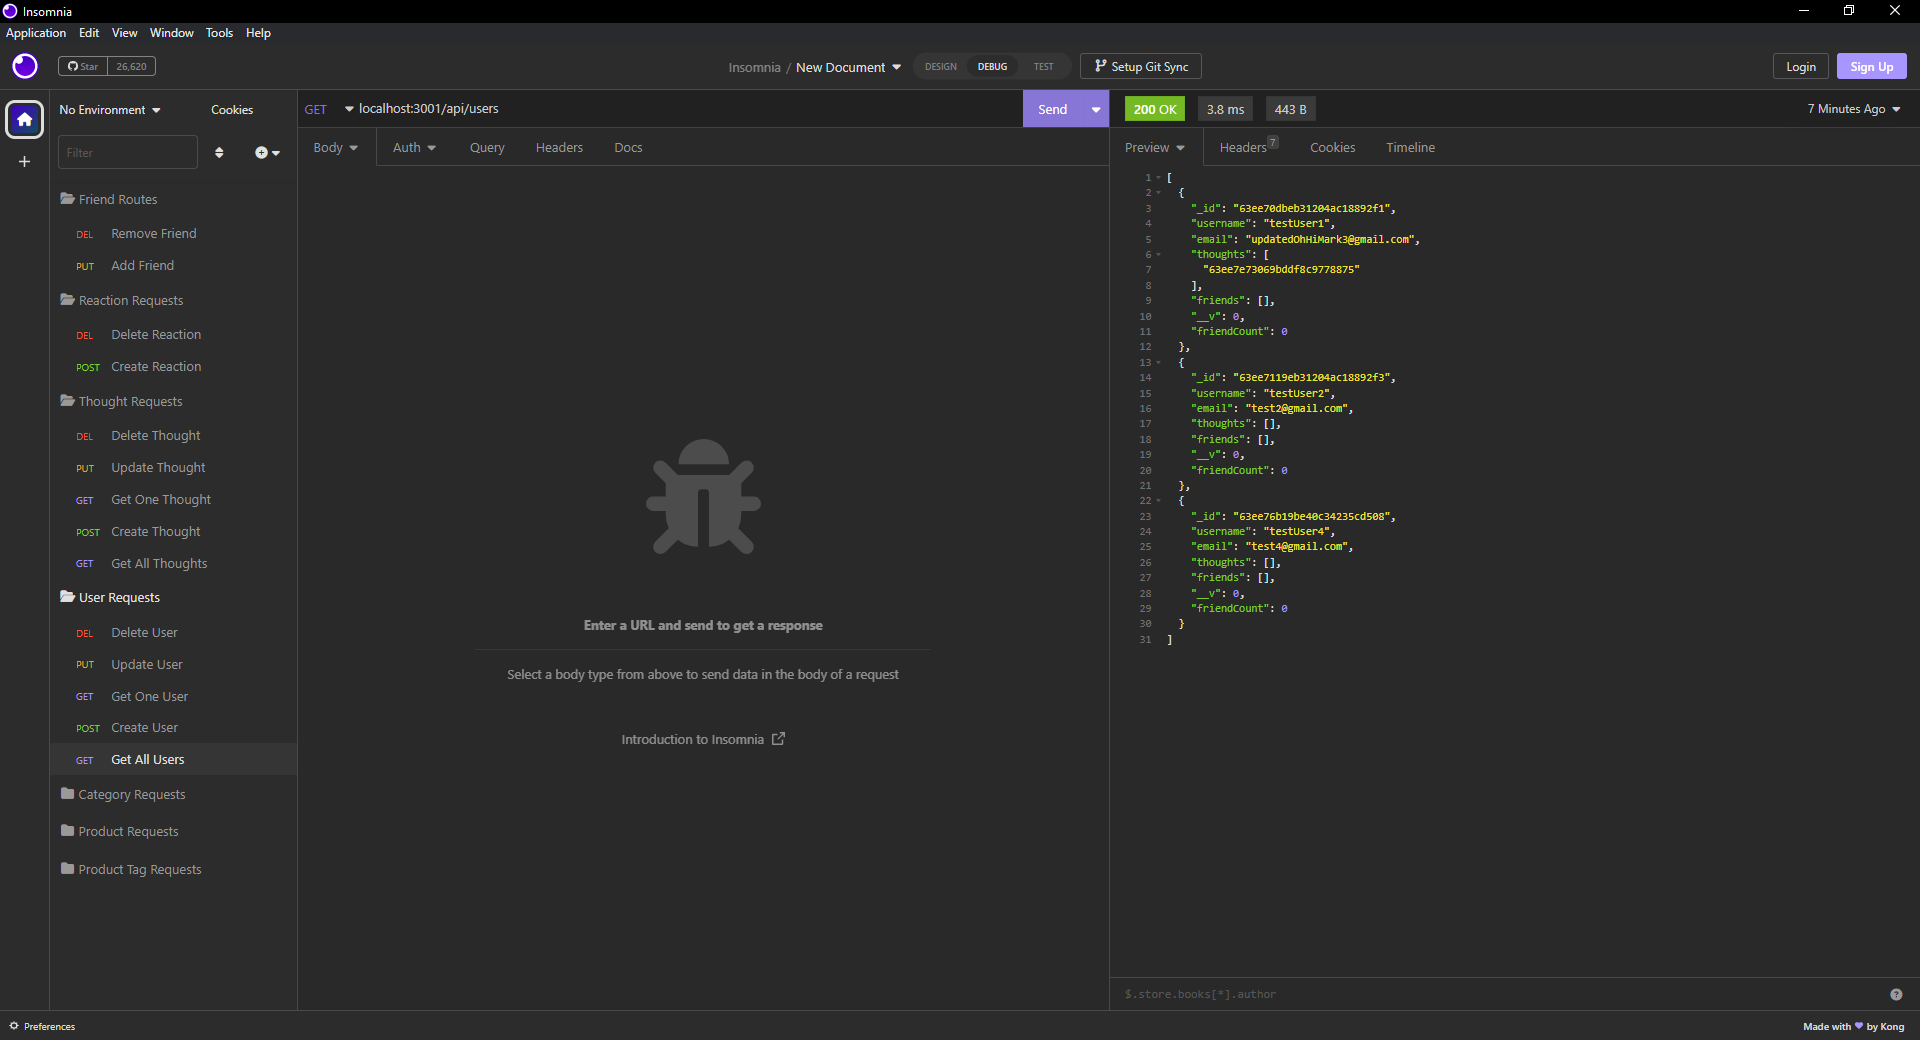 Insomnia
Application Edit View Window Tools Help
Star 26,620
Insomnia / New Document
DESIGN DEBUG TEST
Setup Git Sync
Login Sign Up
No Environment Cookies
Filter
Friend Routes
DEL Remove Friend
PUT Add Friend
Reaction Requests
DEL Delete Reaction
POST Create Reaction
Thought Requests
DEL Delete Thought
PUT Update Thought
GET Get One Thought
POST Create Thought
GET Get All Thoughts
User Requests
DEL Delete User
PUT Update User
GET Get One User
POST Create User
GET Get All Users
Category Requests
Product Requests
Product Tag Requests
GET localhost:3001/api/users Send
Body Auth Query Headers Docs
Enter a URL and send to get a response
Select a body type from above to send data in the body of a request
Introduction to Insomnia
200 OK 3.8 ms 443 B 7 Minutes Ago
Preview Headers 7 Cookies Timeline
1 [
2 {
3 "_id": "63ee70dbeb31204ac18892f1",
4 "username": "testUser1",
5 "email": "updatedOhHiMark3@gmail.com",
6 "thoughts": [
7 "63ee7e73069bddf8c9778875"
8 ],
9 "friends": [],
10 "__v": 0,
11 "friendCount": 0
12 },
13 {
14 "_id": "63ee7119eb31204ac18892f3",
15 "username": "testUser2",
16 "email": "test2@gmail.com",
17 "thoughts": [],
18 "friends": [],
19 "__v": 0,
20 "friendCount": 0
21 },
22 {
23 "_id": "63ee76b19be40c34235cd508",
24 "username": "testUser4",
25 "email": "test4@gmail.com",
26 "thoughts": [],
27 "friends": [],
28 "__v": 0,
29 "friendCount": 0
30 }
31 ]
$.store.books[*].author
Preferences
Made with 💜 by Kong